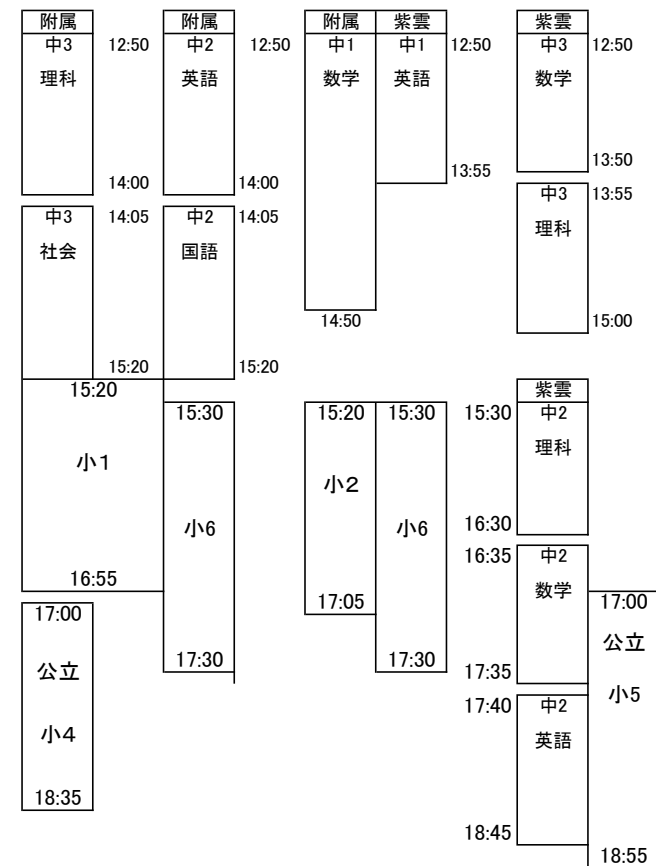 附属 附属 附属 紫雲 紫雲
中3 12:50 中2 12:50 中1 中1 12:50 中3 12:50
理科 英語 数学 英語 数学
13:50
13:55
14:00 14:00
中3 13:55
理科
中3 14:05 中2 14:05
社会 国語
14:50 15:00
15:20 15:20
15:20 紫雲
15:30 15:20 15:30 15:30 中2
理科
小1
小2
小6 小6
16:30
16:35 中2
16:55
数学
17:00 17:05 17:00
公立 公立
17:30 17:30 17:35
小5
17:40 中2
小4 英語
18:35
18:45
18:55